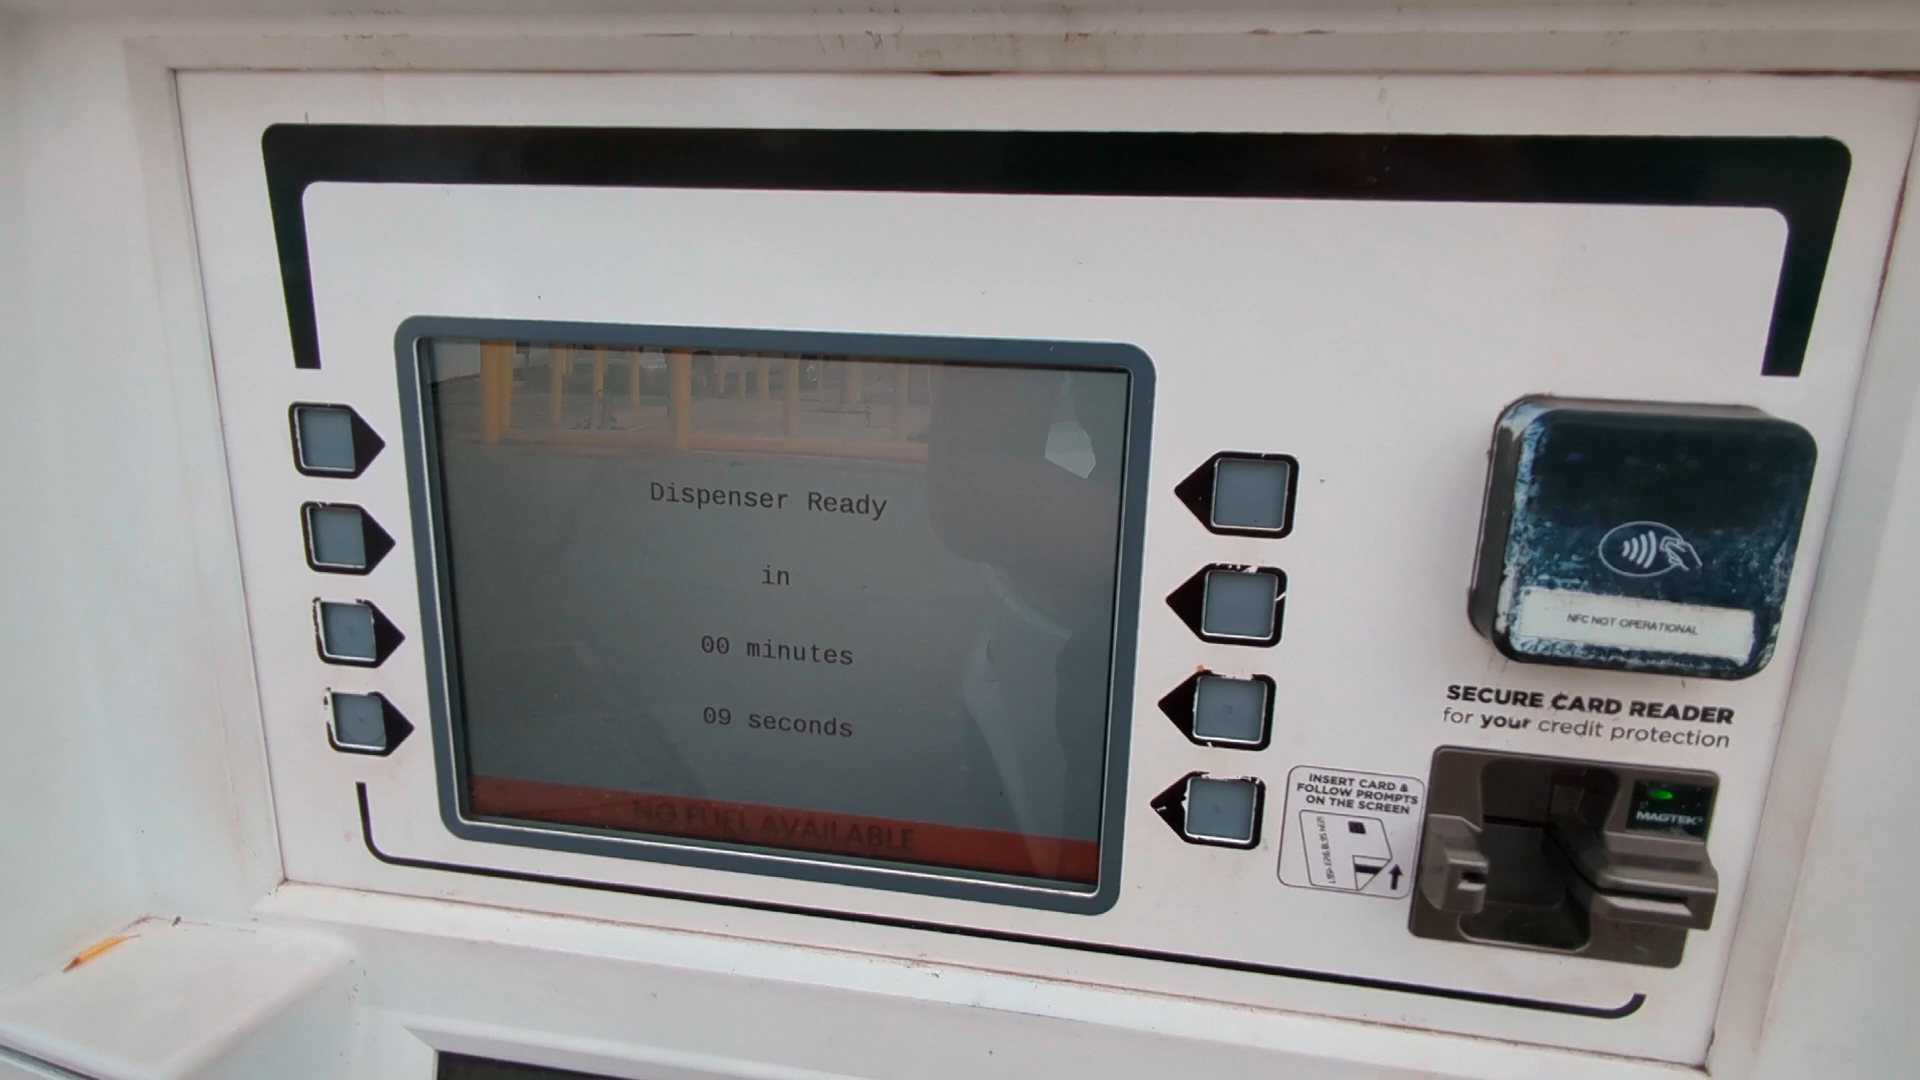 Dispenser Ready
in
00 minutes
09 seconds
NO FUEL AVAILABLE
NFC NOT OPERATIONAL
SECURE CARD READER
for your credit protection
INSERT CARD &
FOLLOW PROMPTS
ON THE SCREEN
MAGTEK